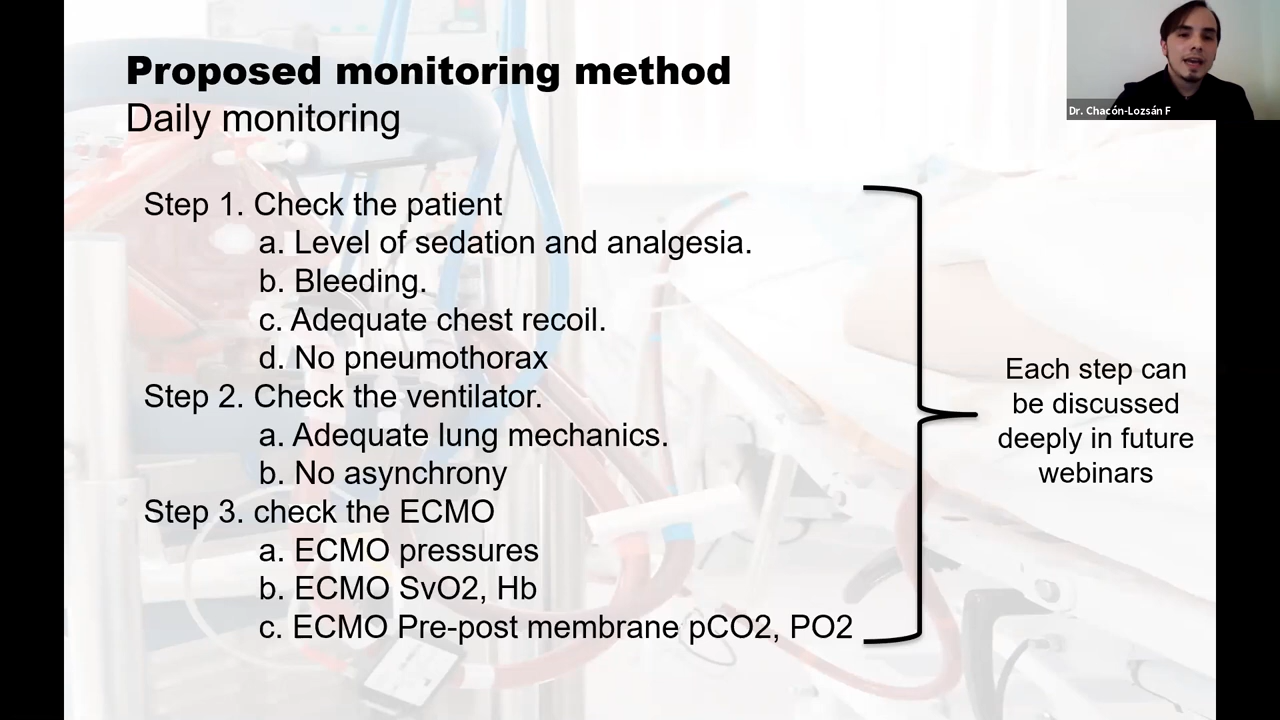 Proposed monitoring method
Daily monitoring
Dr. Chacón-Lozsán F
Step 1. Check the patient
a. Level of sedation and analgesia.
b. Bleeding.
c. Adequate chest recoil.
d. No pneumothorax
Step 2. Check the ventilator.
a. Adequate lung mechanics.
b. No asynchrony
Step 3. check the ECMO
a. ECMO pressures
b. ECMO SvO2, Hb
c. ECMO Pre-post membrane pCO2, PO2
Each step can
be discussed
deeply in future
webinars